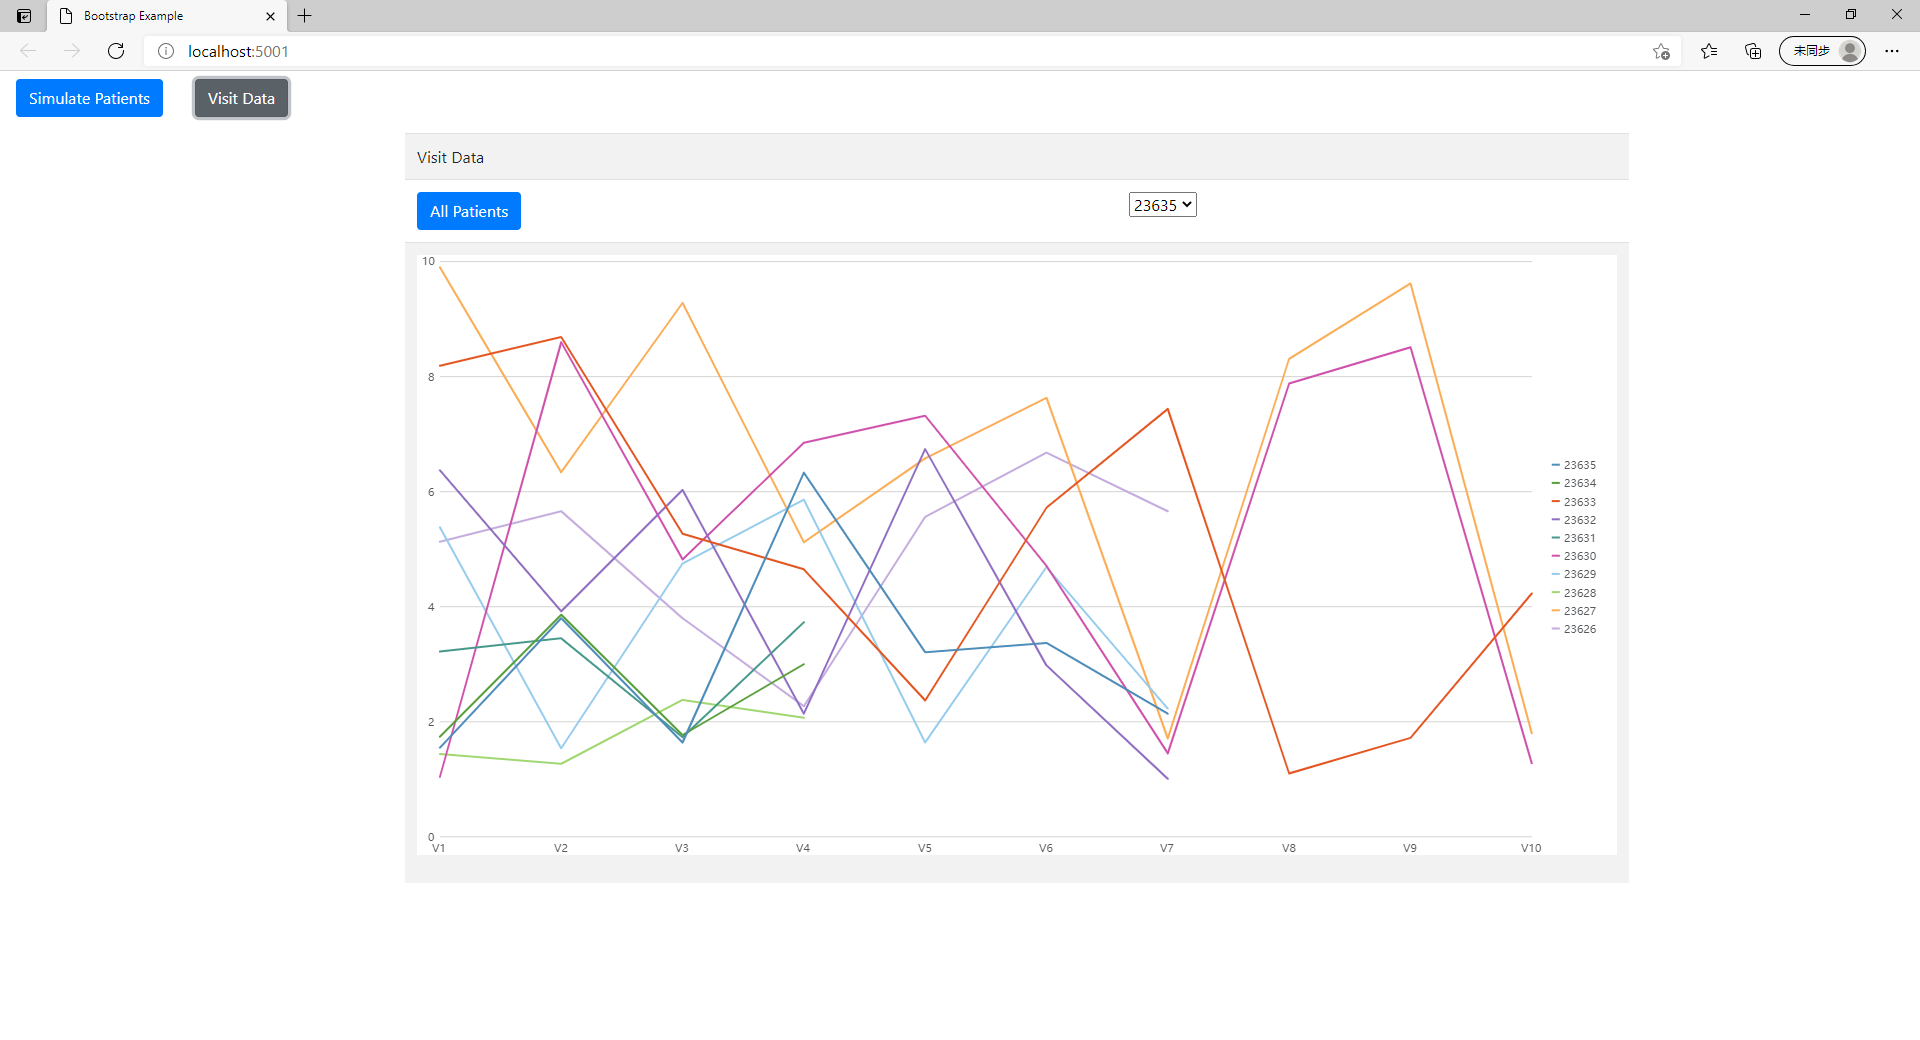 Bootstrap Example
localhost:5001
未同步
Simulate Patients
Visit Data
Visit Data
All Patients
23635
10
8
6
4
2
0
V1 V2 V3 V4 V5 V6 V7 V8 V9 V10
23635
23634
23633
23632
23631
23630
23629
23628
23627
23626